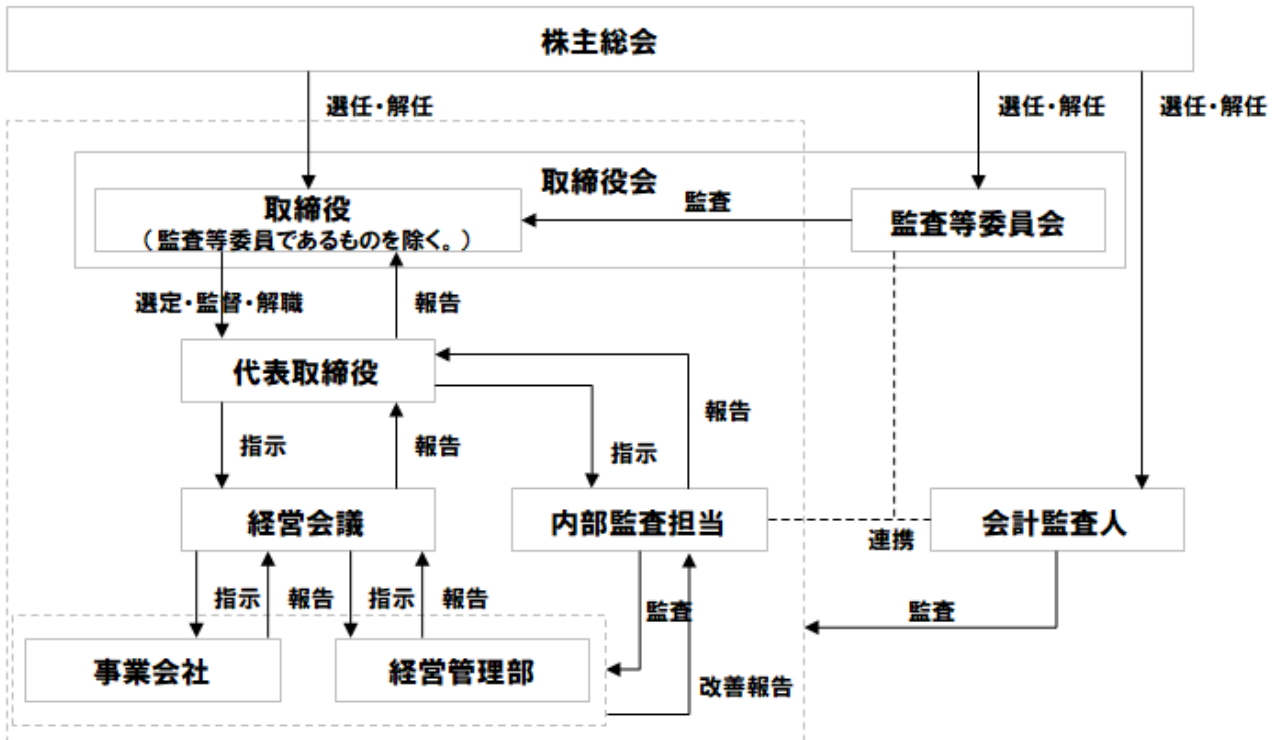 株主総会
選任・解任
選任・解任
選任・解任
取締役会
取締役
（監査等委員であるものを除く。）
監査
監査等委員会
選定・監督・解職
報告
代表取締役
報告
指示
報告
指示
経営会議
内部監査担当
会計監査人
連携
指示
報告
指示
報告
監査
監査
事業会社
経営管理部
改善報告